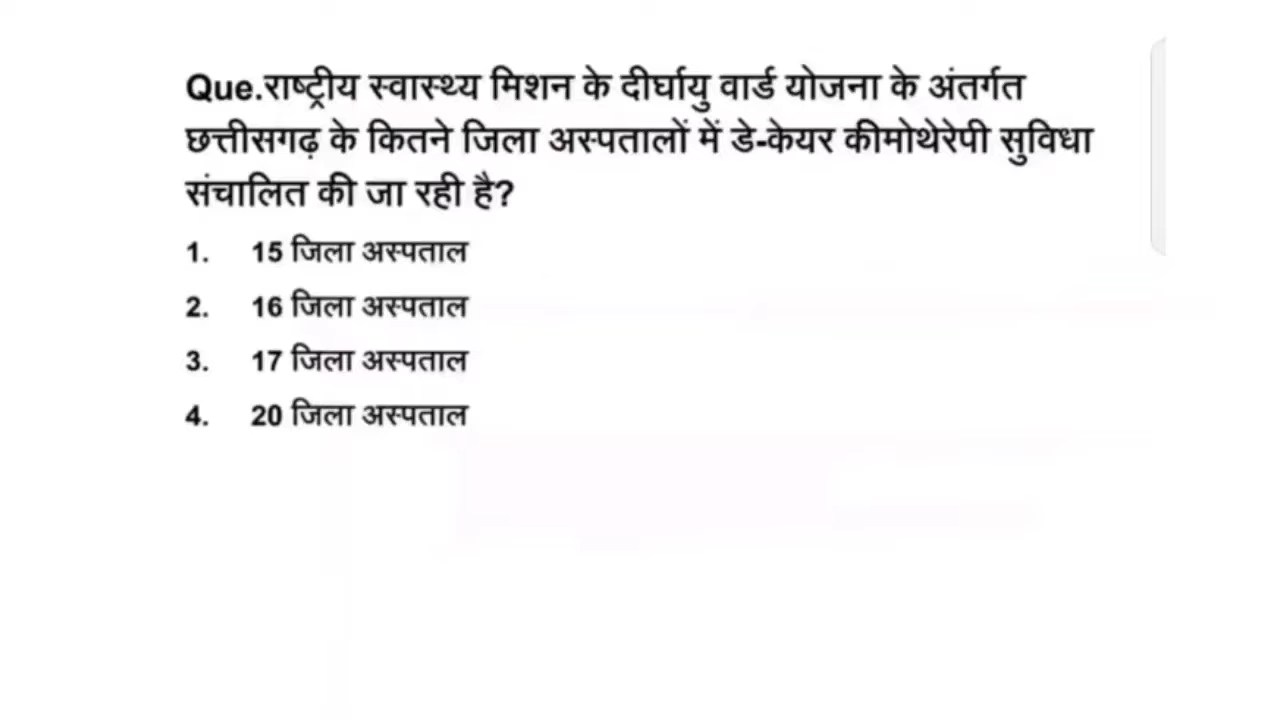 Que.राष्ट्रीय स्वास्थ्य मिशन के दीर्घायु वार्ड योजना के अंतर्गत
छत्तीसगढ़ के कितने जिला अस्पतालों में डे-केयर कीमोथेरेपी सुविधा
संचालित की जा रही है?
1. 15 जिला अस्पताल
2. 16 जिला अस्पताल
3. 17 जिला अस्पताल
4. 20 जिला अस्पताल